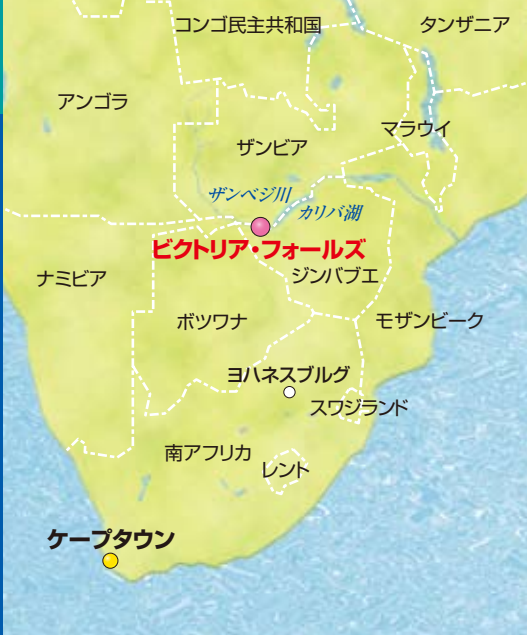 コンゴ民主共和国
タンザニア
アンゴラ
マラウイ
ザンビア
ザンベジ川
カリバ湖
ビクトリア・フォールズ
ナミビア
ジンバブエ
ボツワナ
モザンビーク
ヨハネスブルグ
スワジランド
南アフリカ
レント
ケープタウン